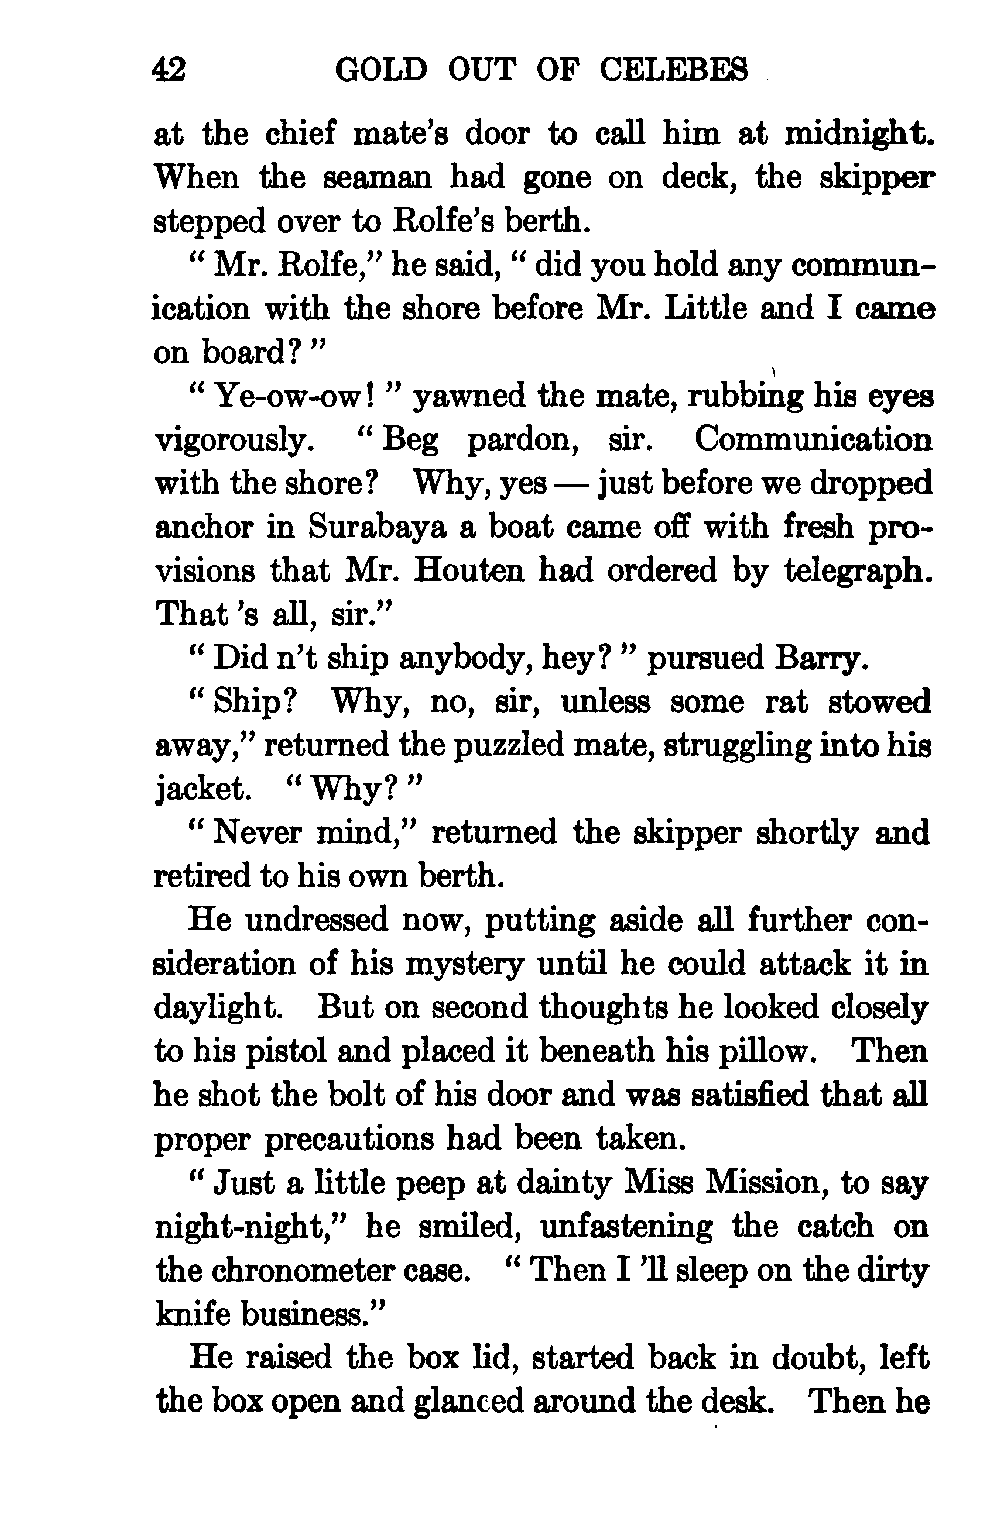 42 GOLD OUT OF CELEBES
at the chief mate's door to call him at midnight.
When the seaman had gone on deck, the skipper
stepped over to Rolfe's berth.
“ Mr. Rolfe,” he said, “ did you hold any commun-
ication with the shore before Mr. Little and I came
on board? ”
“ Ye-ow-ow! ” yawned the mate, rubbing his eyes
vigorously. “ Beg pardon, sir. Communication
with the shore? Why, yes — just before we dropped
anchor in Surabaya a boat came off with fresh pro-
visions that Mr. Houten had ordered by telegraph.
That 's all, sir.”
“ Did n't ship anybody, hey? ” pursued Barry.
“ Ship? Why, no, sir, unless some rat stowed
away,” returned the puzzled mate, struggling into his
jacket. “ Why? ”
“ Never mind,” returned the skipper shortly and
retired to his own berth.
He undressed now, putting aside all further con-
sideration of his mystery until he could attack it in
daylight. But on second thoughts he looked closely
to his pistol and placed it beneath his pillow. Then
he shot the bolt of his door and was satisfied that all
proper precautions had been taken.
“ Just a little peep at dainty Miss Mission, to say
night-night,” he smiled, unfastening the catch on
the chronometer case. “ Then I 'll sleep on the dirty
knife business.”
He raised the box lid, started back in doubt, left
the box open and glanced around the desk. Then he